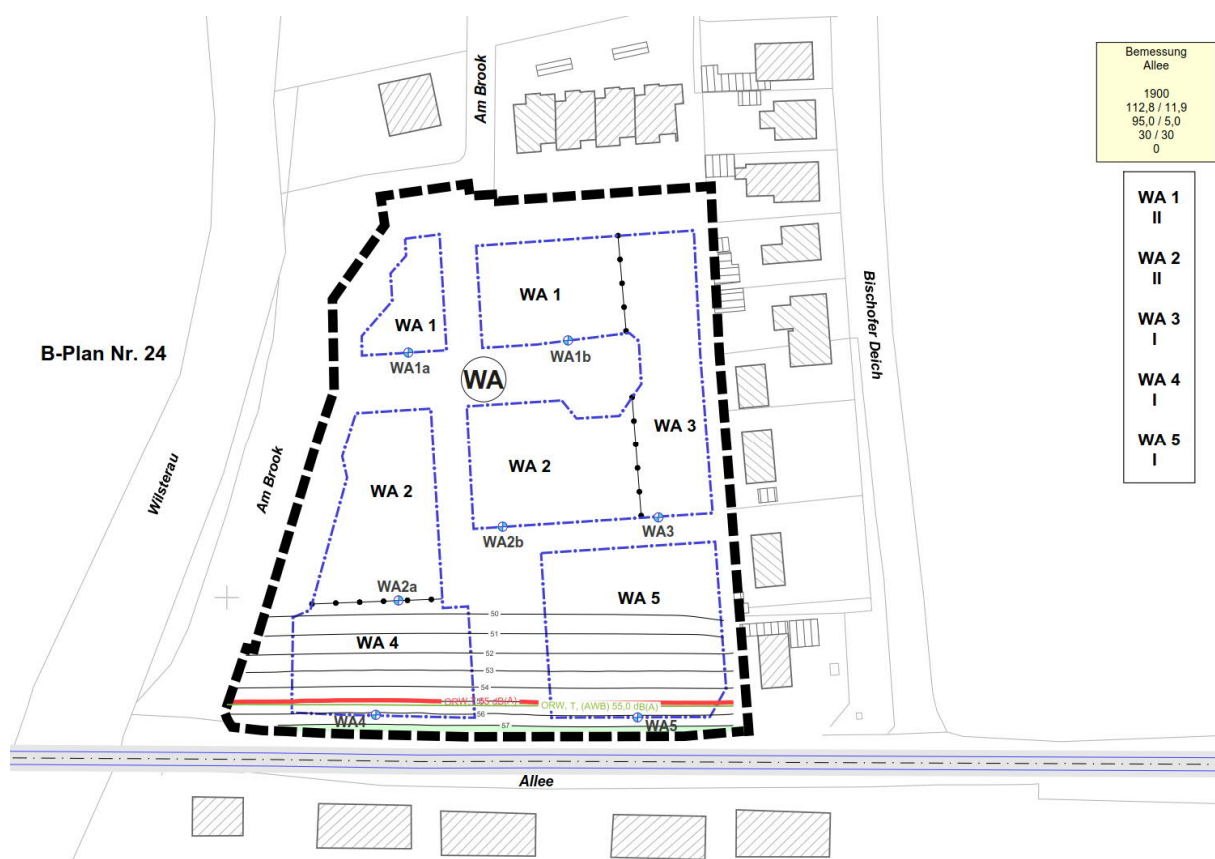 Bemessung
Allee
1900
112,8 / 11,9
95,0 / 5,0
30 / 30
0
WA 1
II
WA 2
II
WA 3
I
WA 4
I
WA 5
I
Am Brook
B-Plan Nr. 24
WA 1
WA 1
WA1a
WA1b
WA
WA 3
WA 2
WA 2
WA2b
WA3
Bischofer Deich
Wilsterau
Am Brook
WA2a
WA 5
50
WA 4
51
52
53
54
ORW,T,55 dB(A)
ORW, T, (AWB) 55,0 dB(A)
56
WA4
WA5
57
Allee